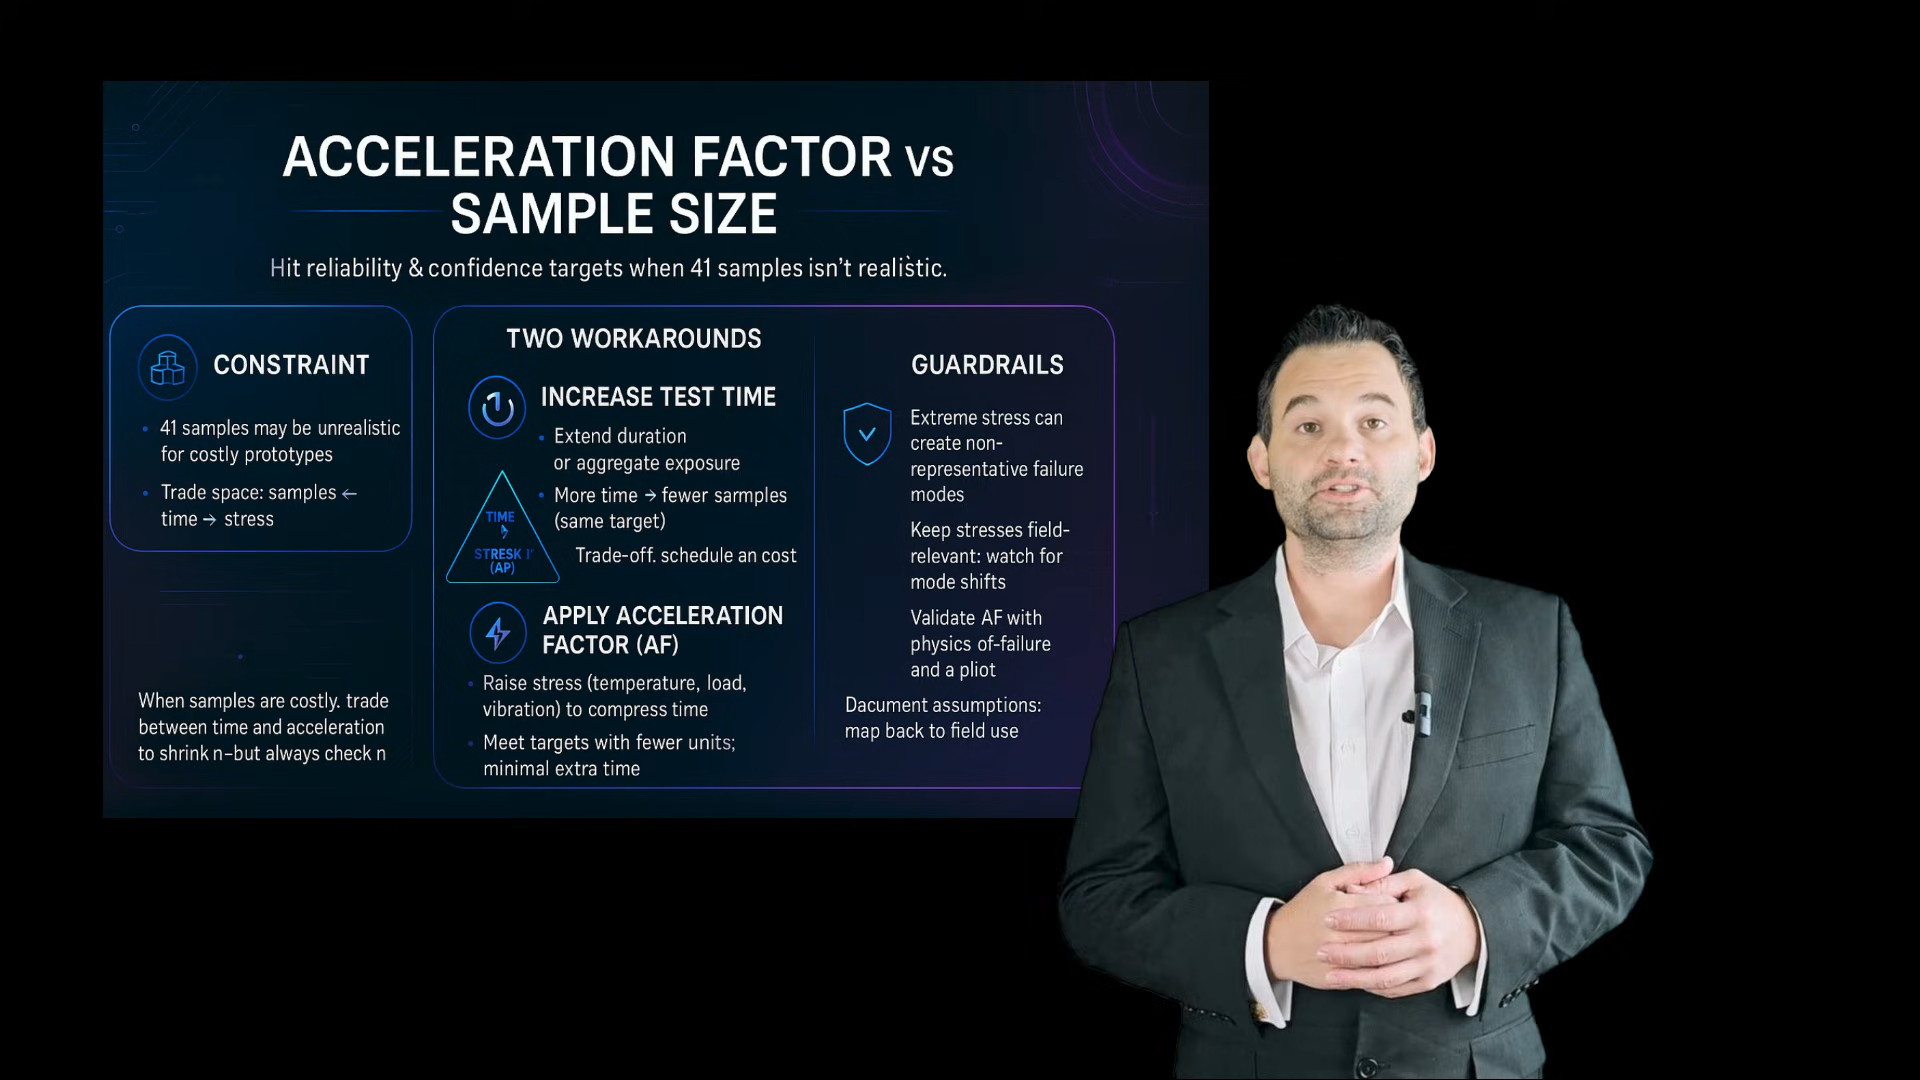 ACCELERATION FACTOR VS
SAMPLE SIZE
Hit reliability & confidence targets when 41 samples isn't realistic.
CONSTRAINT
• 41 samples may be unrealistic
for costly prototypes
• Trade space: samples ←
time → stress
When samples are costly. trade
between time and acceleration
to shrink n–but always check n
TWO WORKAROUNDS
INCREASE TEST TIME
• Extend duration
or aggregate exposure
• More time → fewer sarmples
(same target)
Trade-off. schedule an cost
TIME
STRESK
(AP)
APPLY ACCELERATION
FACTOR (AF)
• Raise stress (temperature, load,
vibration) to compress time
• Meet targets with fewer units;
minimal extra time
GUARDRAILS
Extreme stress can
create non-
representative failure
modes
Keep stresses field-
relevant: watch for
mode shifts
Validate AF with
physics of-failure
and a pliot
Dacument assumptions:
map back to field use